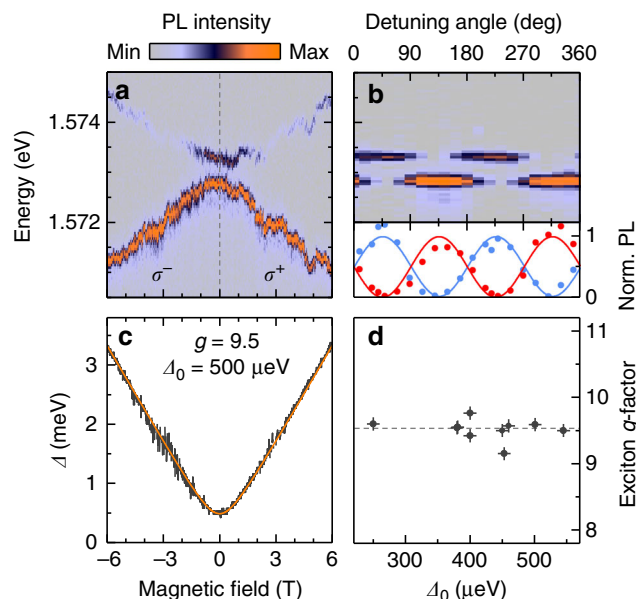 PL intensity
Min Max
Detuning angle (deg)
0 90 180 270 360
a
b
1.574
1.572
Energy (eV)
σ⁻ σ⁺
1
0
Norm. PL
c
g = 9.5
Δ₀ = 500 μeV
3
2
1
0
Δ (meV)
–6 –3 0 3 6
Magnetic field (T)
d
11
10
9
8
Exciton g-factor
300 400 500
Δ₀ (μeV)